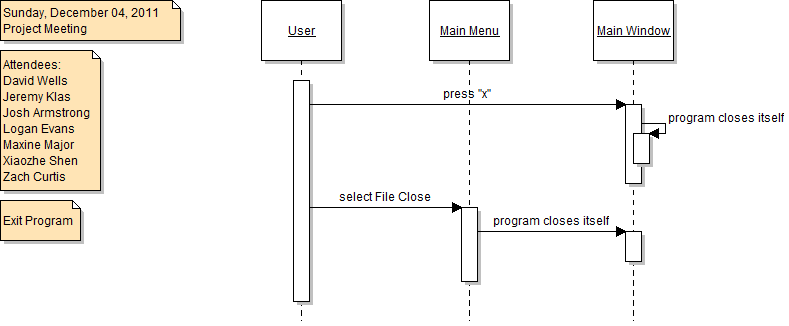 Sunday, December 04, 2011
Project Meeting
Attendees:
David Wells
Jeremy Klas
Josh Armstrong
Logan Evans
Maxine Major
Xiaozhe Shen
Zach Curtis
Exit Program
User
Main Menu
Main Window
press "x"
program closes itself
select File Close
program closes itself